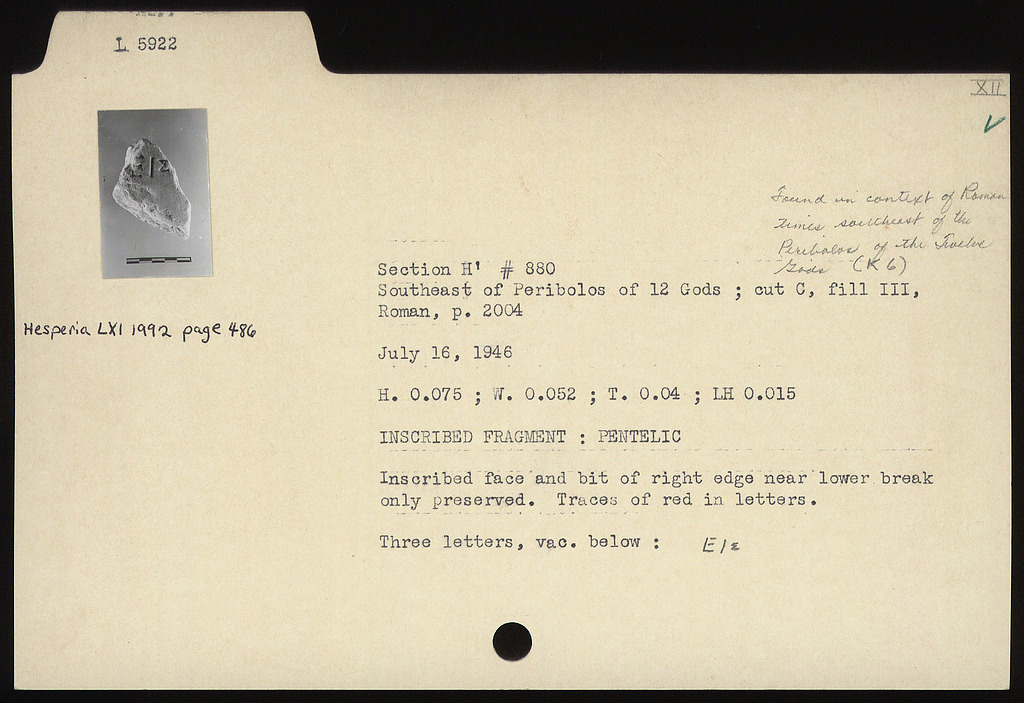 I 5922
XII
Found in context of Roman
times southeast of the
Peribolos of the Twelve
Gods (K 6)
Section H' # 880
Southeast of Peribolos of 12 Gods ; cut C, fill III,
Roman, p. 2004
Hesperia LXI 1992 page 486
July 16, 1946
H. 0.075 ; W. 0.052 ; T. 0.04 ; LH 0.015
INSCRIBED FRAGMENT : PENTELIC
Inscribed face and bit of right edge near lower break
only preserved. Traces of red in letters.
Three letters, vac. below : ΕΙΣ